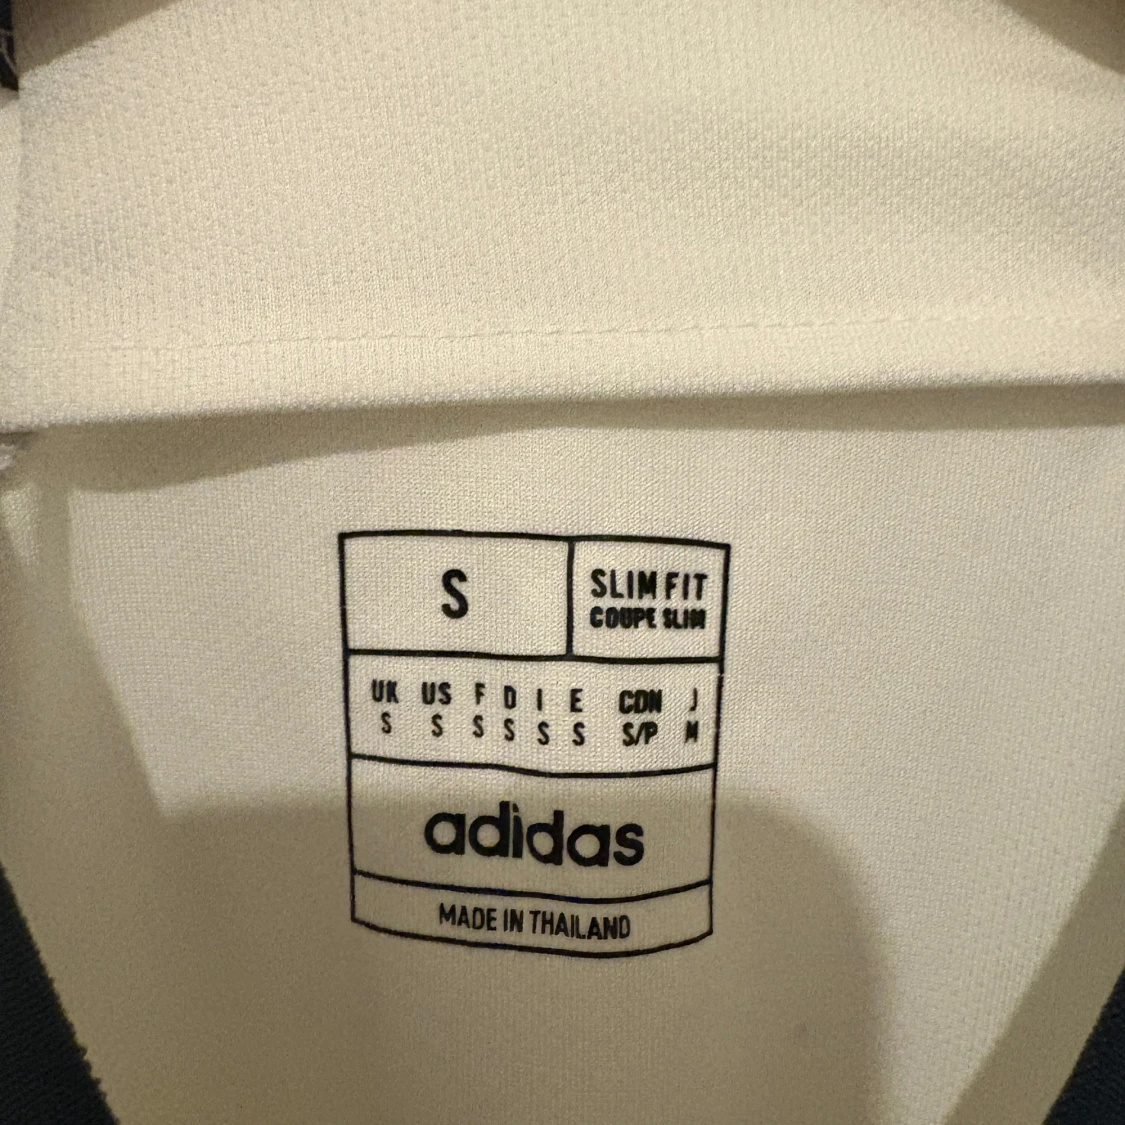 S
SLIM FIT
COUPE SLIM
UK US F D I E CDN J
S S S S S S S/P M
adidas
MADE IN THAILAND